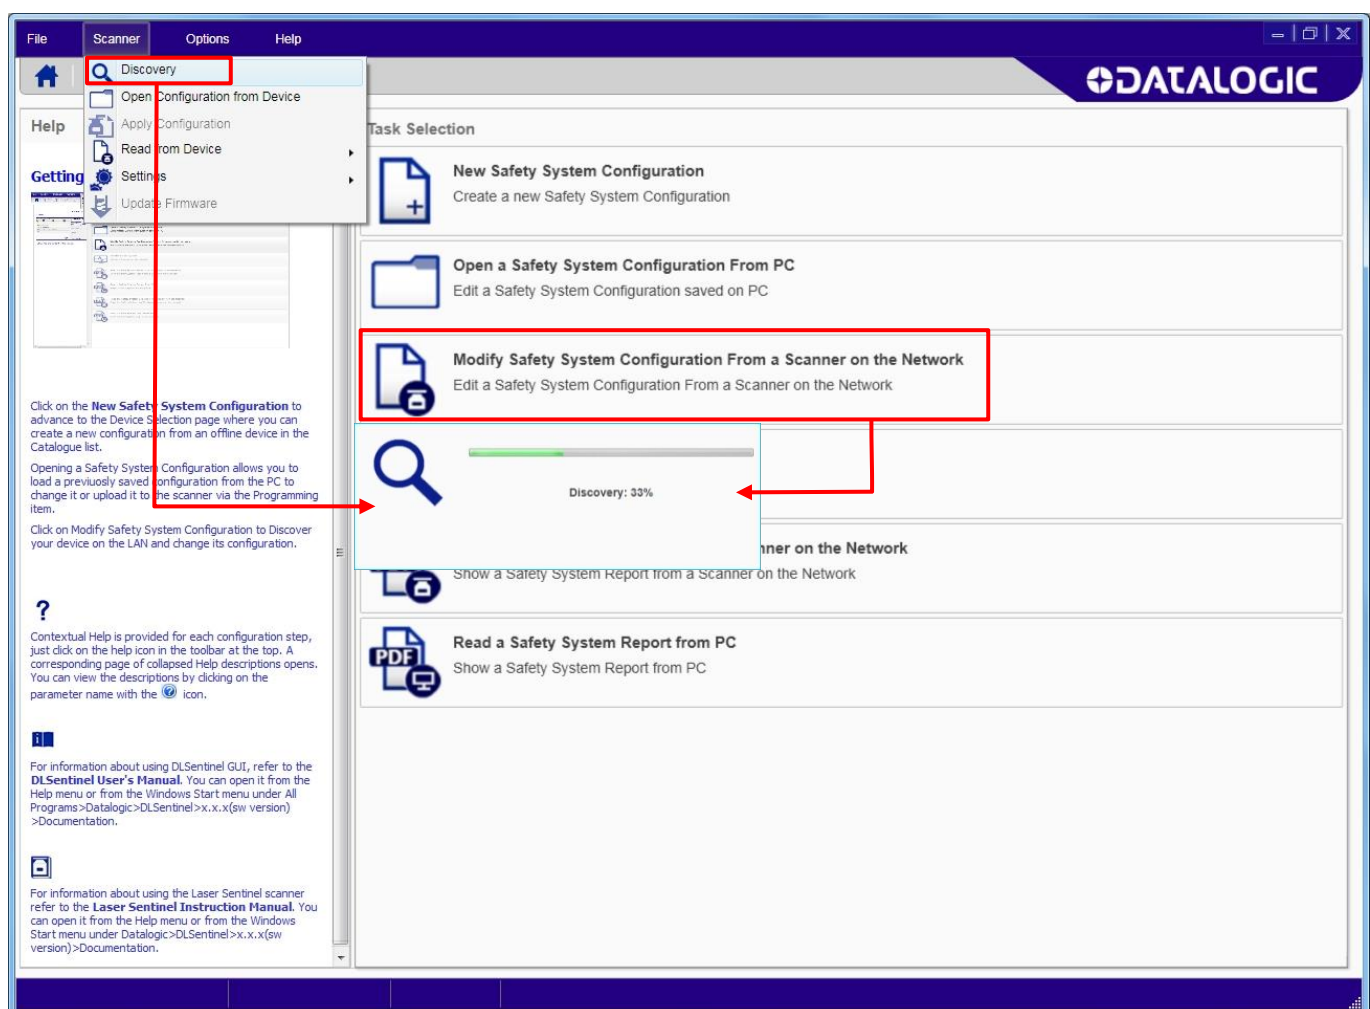 File Scanner Options Help
DATALOGIC
Discovery
Open Configuration from Device
Apply Configuration
Read from Device
Settings
Update Firmware
Help
Getting
Click on the New Safety System Configuration to
advance to the Device Selection page where you can
create a new configuration from an offline device in the
Catalogue list.
Opening a Safety System Configuration allows you to
load a previuosly saved configuration from the PC to
change it or upload it to the scanner via the Programming
item.
Click on Modify Safety System Configuration to Discover
your device on the LAN and change its configuration.
?
Contextual Help is provided for each configuration step,
just click on the help icon in the toolbar at the top. A
corresponding page of collapsed Help descriptions opens.
You can view the descriptions by clicking on the
parameter name with the icon.
For information about using DLSentinel GUI, refer to the
DLSentinel User's Manual. You can open it from the
Help menu or from the Windows Start menu under All
Programs>Datalogic>DLSentinel>x.x.x(sw version)
>Documentation.
For information about using the Laser Sentinel scanner
refer to the Laser Sentinel Instruction Manual. You
can open it from the Help menu or from the Windows
Start menu under Datalogic>DLSentinel>x.x.x(sw
version)>Documentation.
Task Selection
New Safety System Configuration
Create a new Safety System Configuration
Open a Safety System Configuration From PC
Edit a Safety System Configuration saved on PC
Modify Safety System Configuration From a Scanner on the Network
Edit a Safety System Configuration From a Scanner on the Network
Discovery: 33%
nner on the Network
Show a Safety System Report from a Scanner on the Network
PDF
Read a Safety System Report from PC
Show a Safety System Report from PC